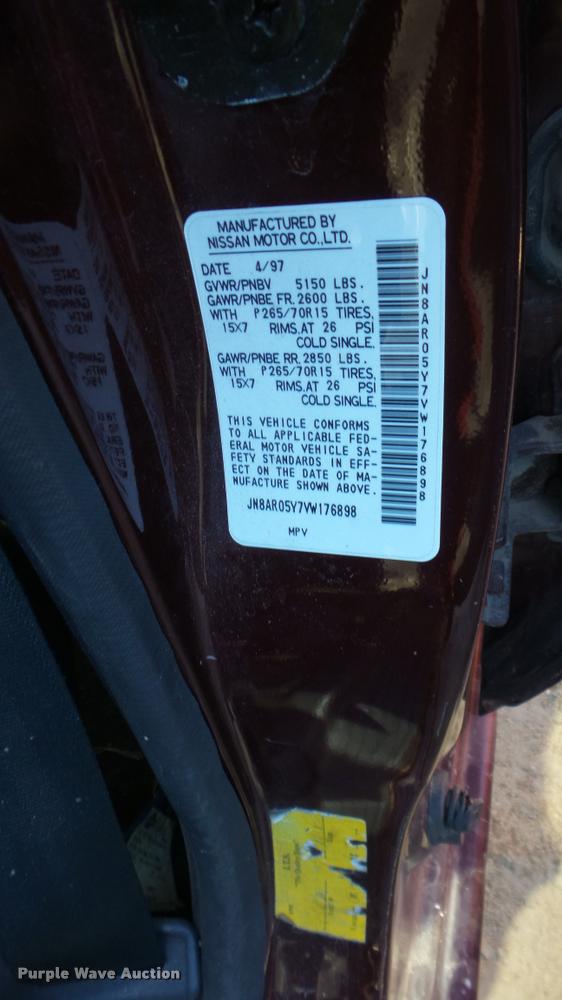 MANUFACTURED BY
NISSAN MOTOR CO.,LTD.
DATE 4/97
GVWR/PNBV 5150 LBS.
GAWR/PNBE FR. 2600 LBS.
WITH P265/70R15 TIRES,
15X7 RIMS, AT 26 PSI
COLD SINGLE.
GAWR/PNBE RR. 2850 LBS.
WITH P265/70R15 TIRES,
15X7 RIMS, AT 26 PSI
COLD SINGLE.
THIS VEHICLE CONFORMS
TO ALL APPLICABLE FED-
ERAL MOTOR VEHICLE SA-
FETY STANDARDS IN EFF-
ECT ON THE DATE OF MA-
NUFACTURE SHOWN ABOVE.
JN8AR05Y7VW176898
MPV
JN8AR05Y7VW176898
Purple Wave Auction